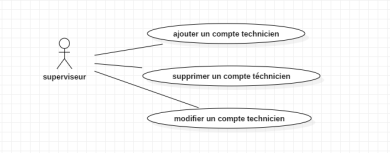 ajouter un compte technicien
superviseur
supprimer un compte téchnicien
modifier un compte technicien